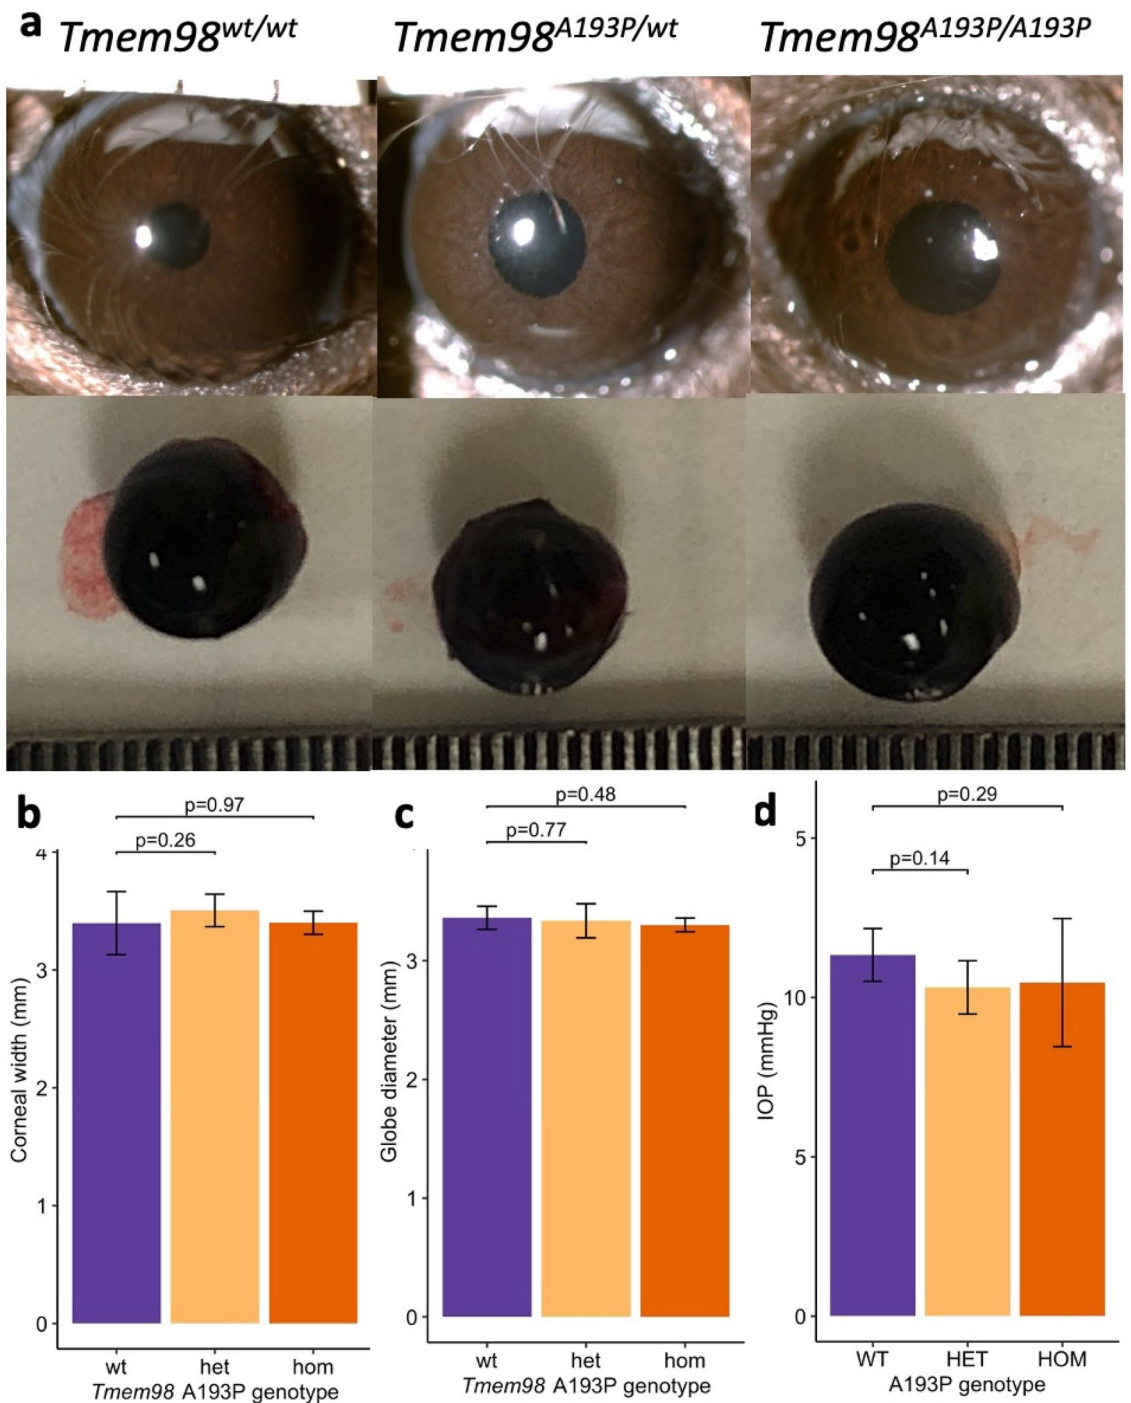 a Tmem98wt/wt Tmem98A193P/wt Tmem98A193P/A193P
b
p=0.97
p=0.26
4
3
2
1
0
Corneal width (mm)
wt het hom
Tmem98 A193P genotype
c
p=0.48
p=0.77
3
2
1
0
Globe diameter (mm)
wt het hom
Tmem98 A193P genotype
d
p=0.29
p=0.14
5
10
5
0
IOP (mmHg)
WT HET HOM
A193P genotype